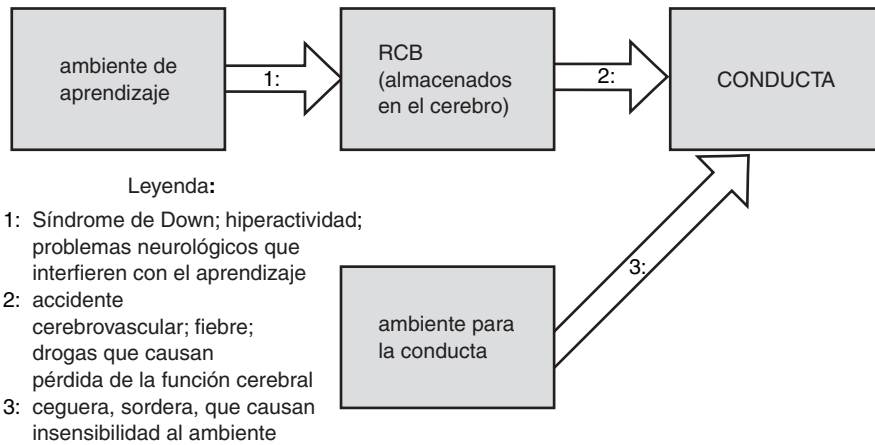 ambiente de
aprendizaje
1:
RCB
(almacenados
en el cerebro)
2:
CONDUCTA
Leyenda:
1: Síndrome de Down; hiperactividad;
problemas neurológicos que
interfieren con el aprendizaje
2: accidente
cerebrovascular; fiebre;
drogas que causan
pérdida de la función cerebral
3: ceguera, sordera, que causan
insensibilidad al ambiente
ambiente para
la conducta
3: